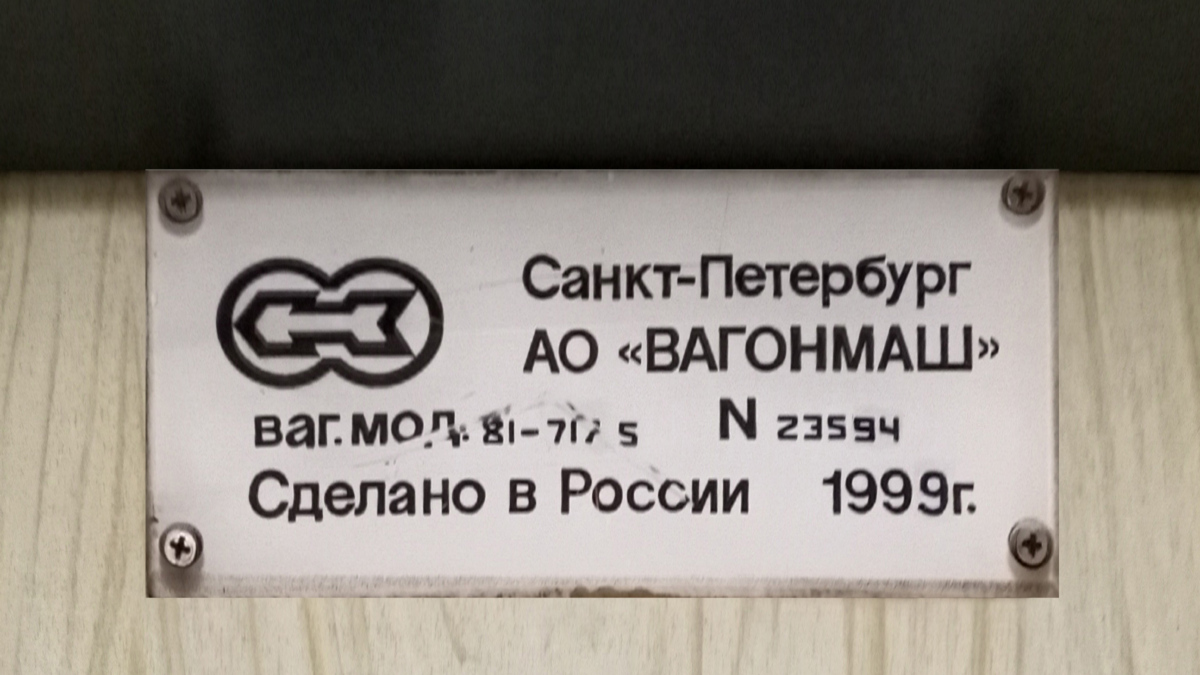 Санкт-Петербург
АО «ВАГОНМАШ»
ваг.мод. N 23594
Сделано в России 1999г.